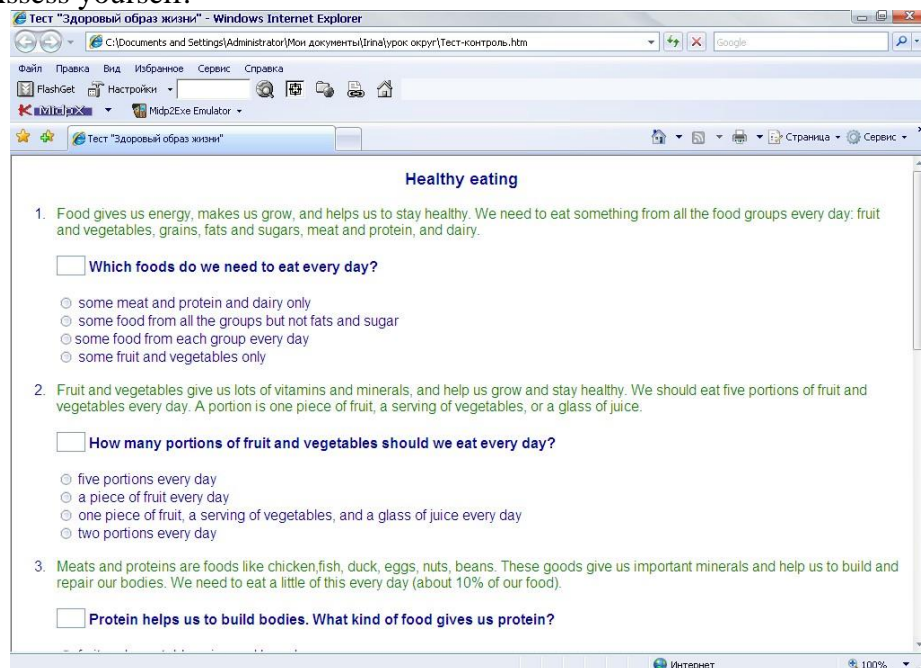 Assess yourself.
Тест "Здоровый образ жизни" - Windows Internet Explorer
C:\Documents and Settings\Administrator\Мои документы\Irina\урок округ\Тест-контроль.htm
Google
Файл Правка Вид Избранное Сервис Справка
FlashGet Настройки
Midp2Exe Emulator
Тест "Здоровый образ жизни"
Страница Сервис
Healthy eating
1. Food gives us energy, makes us grow, and helps us to stay healthy. We need to eat something from all the food groups every day: fruit
and vegetables, grains, fats and sugars, meat and protein, and dairy.
Which foods do we need to eat every day?
some meat and protein and dairy only
some food from all the groups but not fats and sugar
some food from each group every day
some fruit and vegetables only
2. Fruit and vegetables give us lots of vitamins and minerals, and help us grow and stay healthy. We should eat five portions of fruit and
vegetables every day. A portion is one piece of fruit, a serving of vegetables, or a glass of juice.
How many portions of fruit and vegetables should we eat every day?
five portions every day
a piece of fruit every day
one piece of fruit, a serving of vegetables, and a glass of juice every day
two portions every day
3. Meats and proteins are foods like chicken,fish, duck, eggs, nuts, beans. These goods give us important minerals and help us to build and
repair our bodies. We need to eat a little of this every day (about 10% of our food).
Protein helps us to build bodies. What kind of food gives us protein?
Интернет 100%